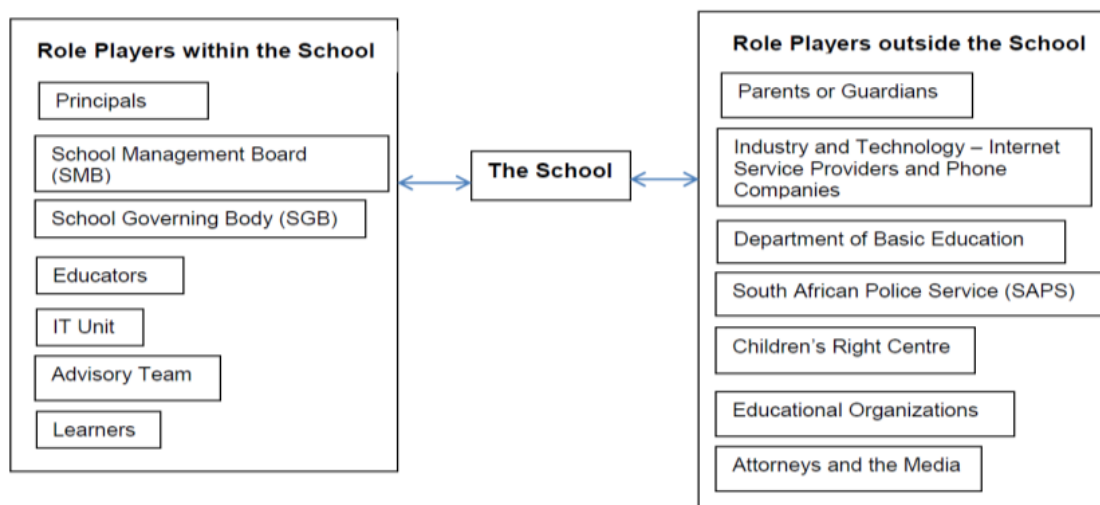 Role Players within the School
Principals
School Management Board
(SMB)
School Governing Body (SGB)
Educators
IT Unit
Advisory Team
Learners
The School
Role Players outside the School
Parents or Guardians
Industry and Technology – Internet
Service Providers and Phone
Companies
Department of Basic Education
South African Police Service (SAPS)
Children’s Right Centre
Educational Organizations
Attorneys and the Media